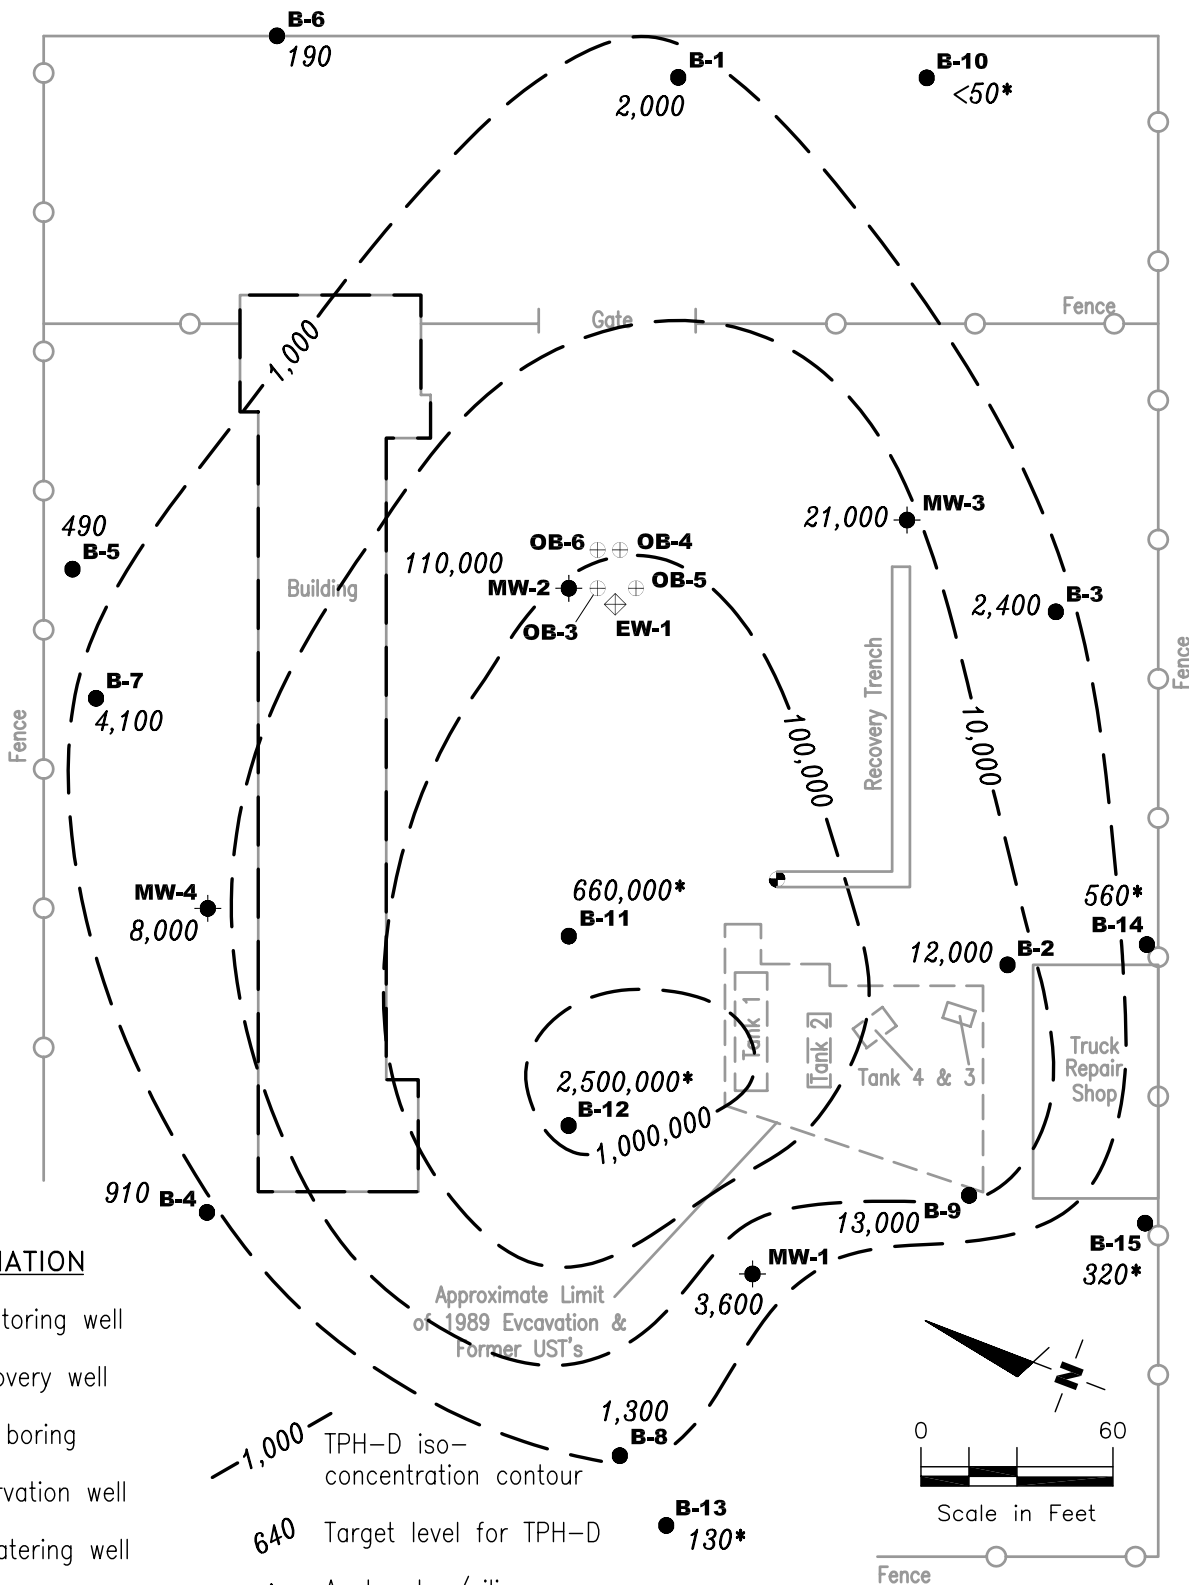 B-6
190
B-1
2,000
B-10
<50*
1,000
Gate
Fence
490
B-5
110,000
OB-6
OB-4
MW-2
OB-5
OB-3
EW-1
Building
21,000
MW-3
2,400
B-3
Fence
Recovery Trench
B-7
4,100
Fence
100,000
10,000
MW-4
8,000
660,000*
B-11
560*
B-14
12,000
B-2
Tank 1
Tank 2
Tank 4 & 3
Truck
Repair
Shop
2,500,000*
B-12
1,000,000
910
B-4
13,000
B-9
B-15
320*
MW-1
3,600
Approximate Limit
of 1989 Evcavation &
Former UST's
1,300
B-8
B-13
130*
N
0 60
Scale in Feet
Fence
1,000
TPH-D iso-
concentration contour
640
Target level for TPH-D
boring